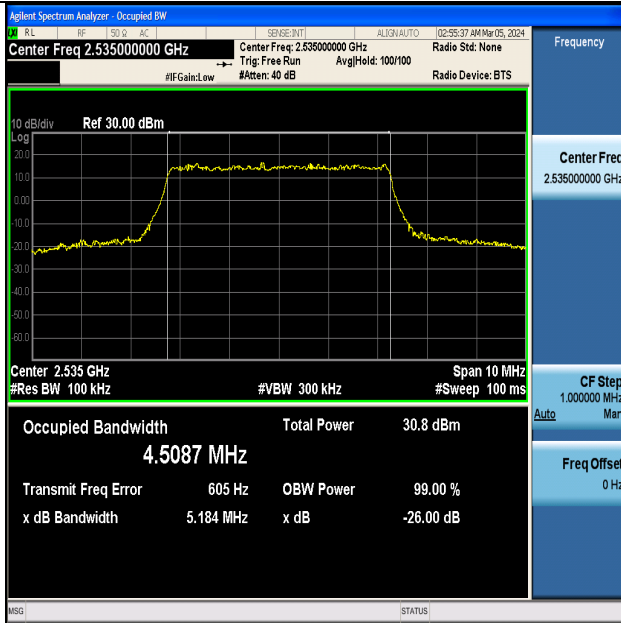 Agilent Spectrum Analyzer - Occupied BW
RL RF 50 Ω AC SENSE:INT ALIGN AUTO 02:55:37 AM Mar 05, 2024
Center Freq 2.535000000 GHz Center Freq: 2.535000000 GHz Radio Std: None Frequency
Trig: Free Run Avg|Hold: 100/100
#IFGain:Low #Atten: 40 dB Radio Device: BTS
10 dB/div Ref 30.00 dBm
Log
20.0
10.0
0.00
-10.0
-20.0
-30.0
-40.0
-50.0
-60.0
Center Freq
2.535000000 GHz
Center 2.535 GHz Span 10 MHz
#Res BW 100 kHz #VBW 300 kHz #Sweep 100 ms
CF Step
1.000000 MHz
Auto Man
Occupied Bandwidth Total Power 30.8 dBm
4.5087 MHz
Transmit Freq Error 605 Hz OBW Power 99.00 %
x dB Bandwidth 5.184 MHz x dB -26.00 dB
Freq Offset
0 Hz
MSG STATUS